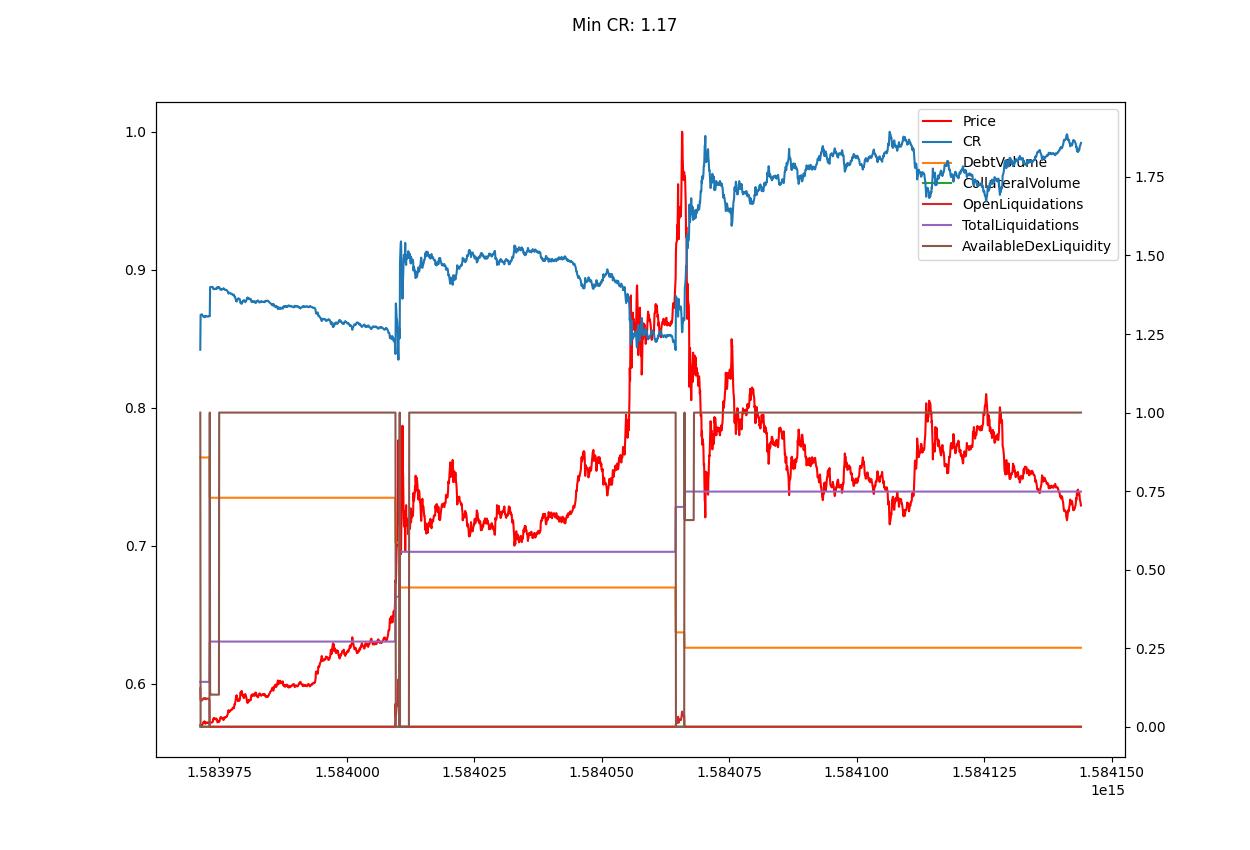 Min CR: 1.17
1.0
0.9
0.8
0.7
0.6
Price
CR
DebtVolume
CollateralVolume
OpenLiquidations
TotalLiquidations
AvailableDexLiquidity
1.75
1.50
1.25
1.00
0.75
0.50
0.25
0.00
1.583975 1.584000 1.584025 1.584050 1.584075 1.584100 1.584125 1.584150
1e15